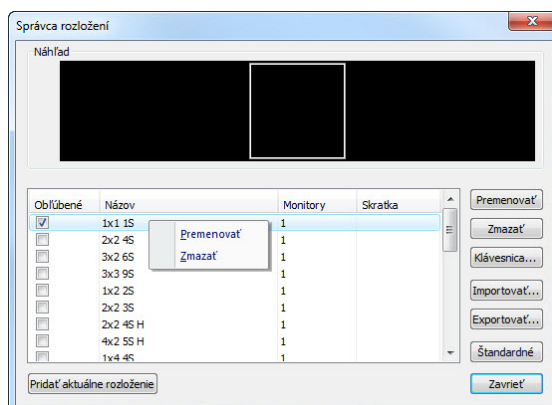 Správca rozložení
Náhľad
Obľúbené Názov Monitory Skratka
1x1 1S 1
2x2 4S 1
3x2 6S 1
3x3 9S 1
1x2 2S 1
2x2 3S 1
2x2 4S H 1
4x2 5S H 1
1x4 4S 1
Premenovať
Zmazať
Premenovať
Zmazať
Klávesnica...
Importovať...
Exportovať...
Štandardné
Pridať aktuálne rozloženie
Zavrieť